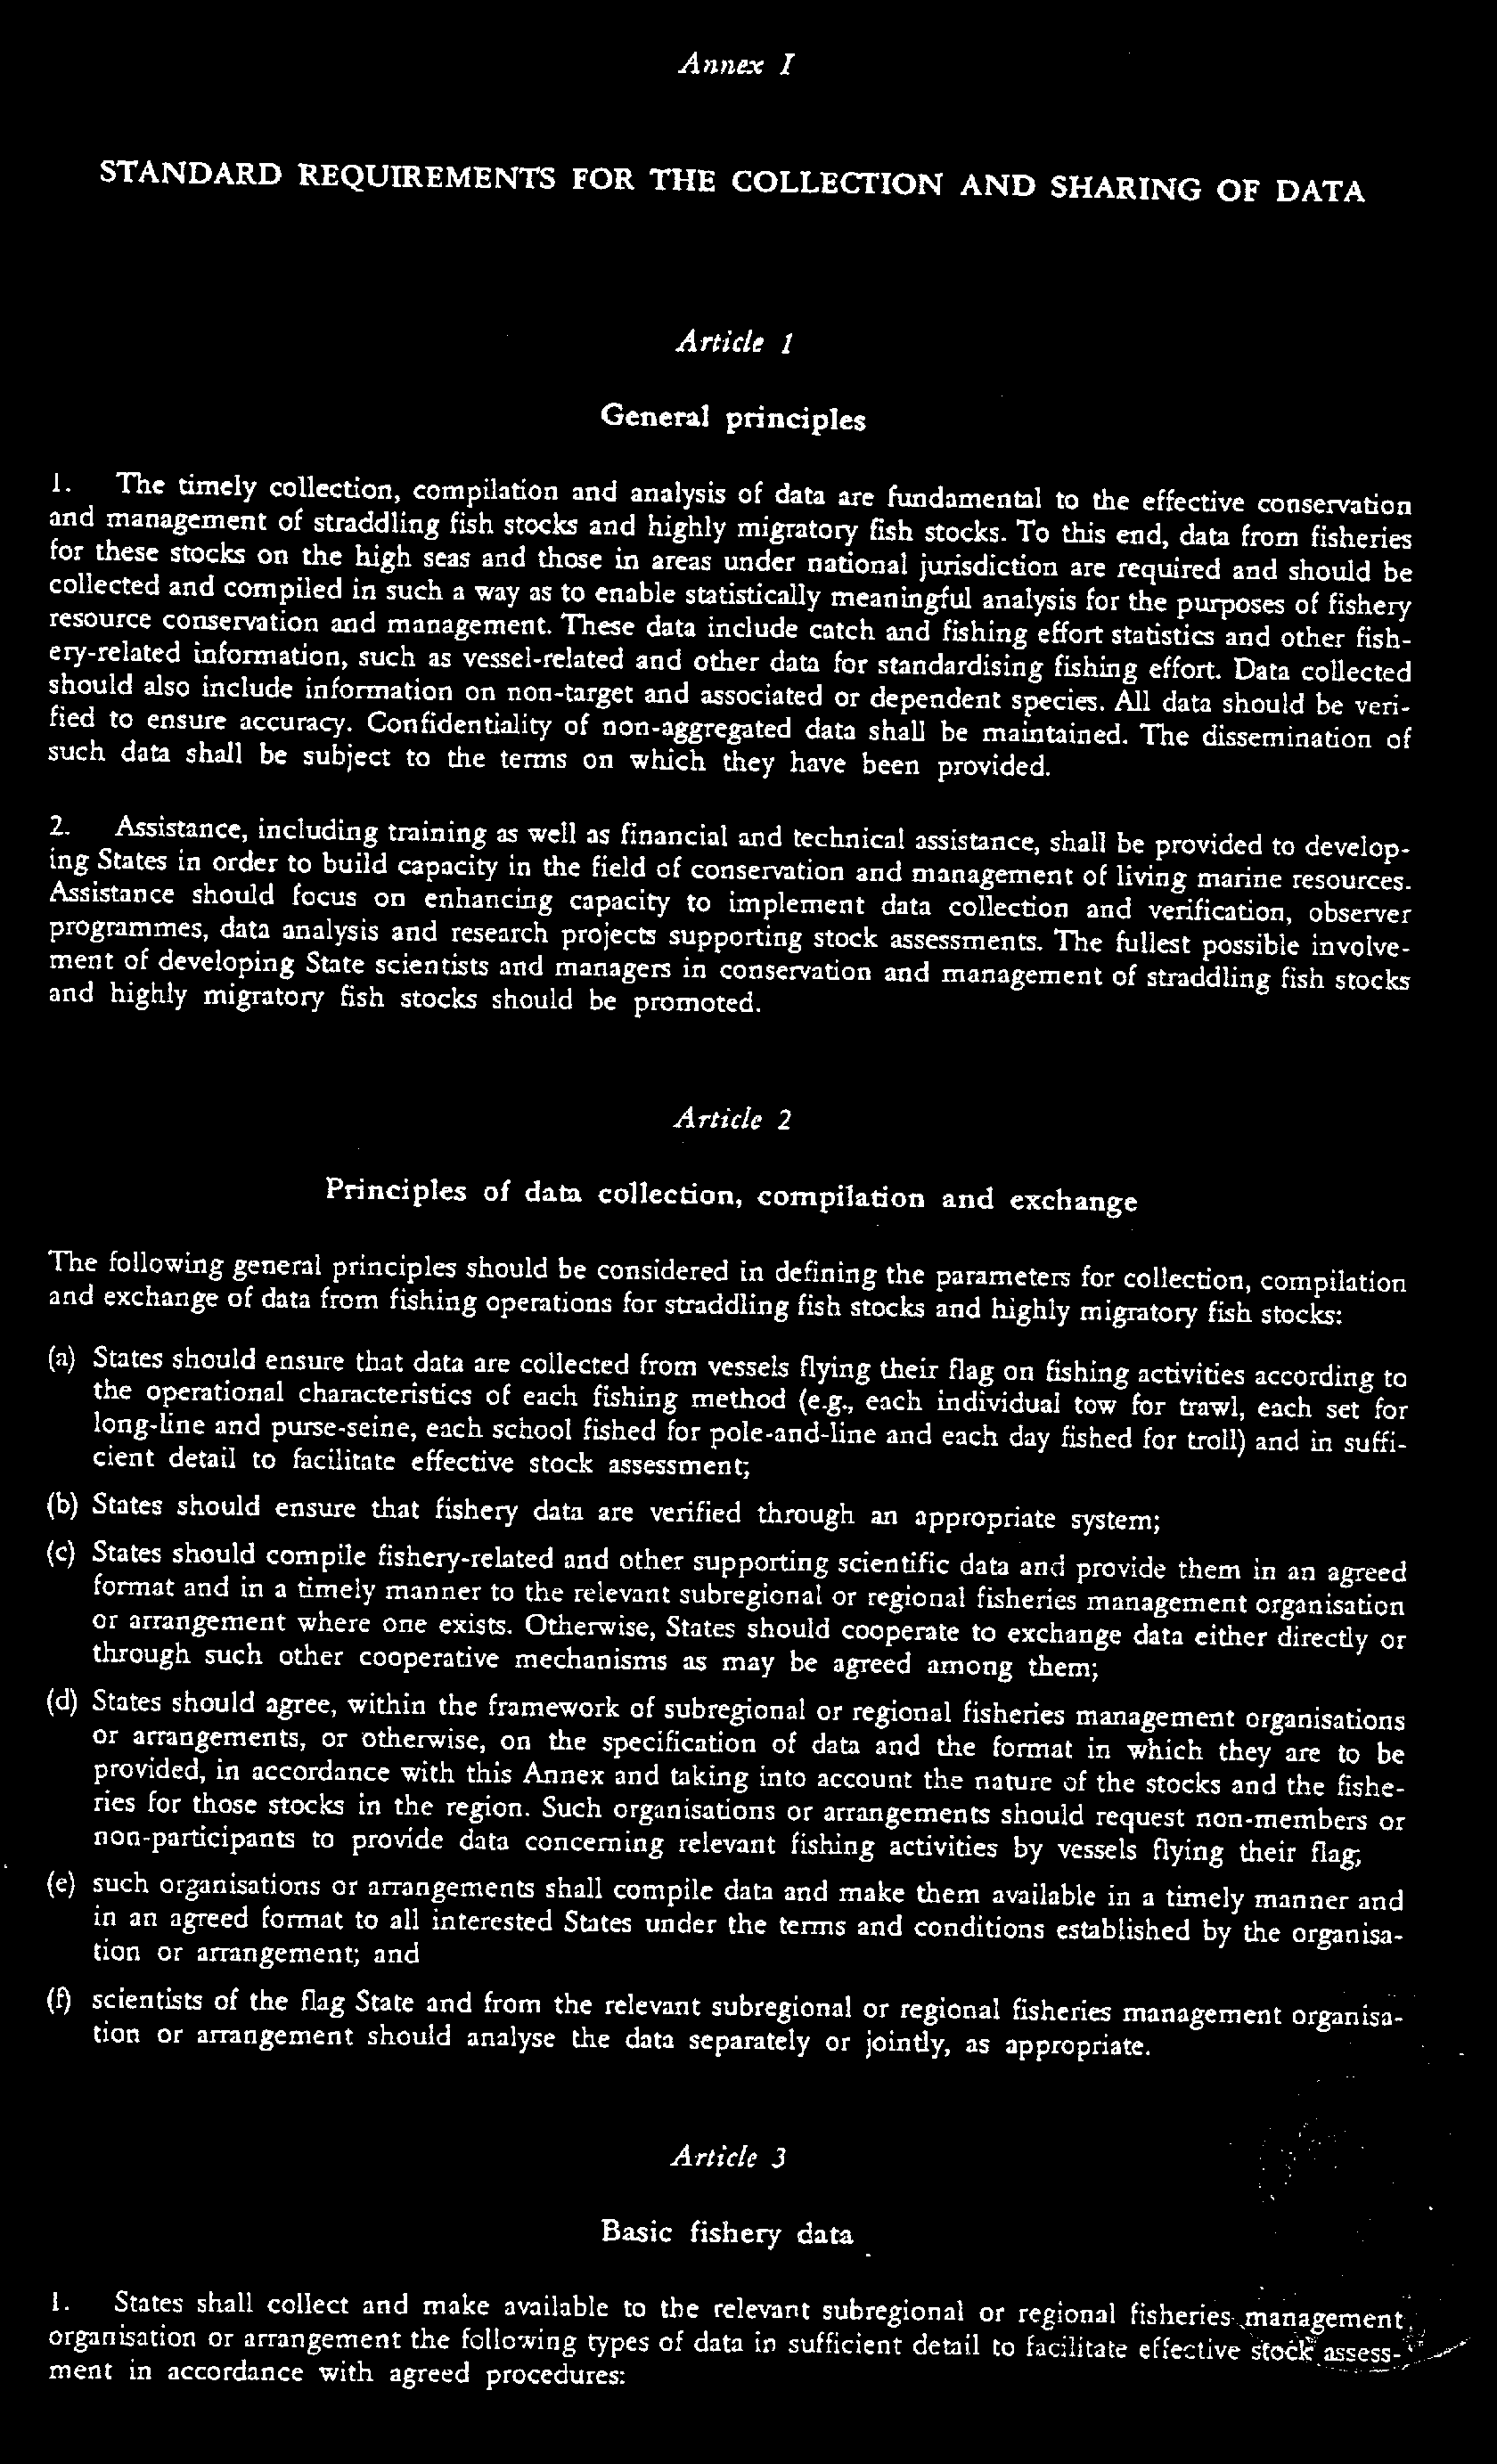 Annex I
STANDARD REQUIREMENTS FOR THE COLLECTION AND SHARING OF DATA
Article 1
General principles
1. The timely collection, compilation and analysis of data are fundamental to the effective conservation
and management of straddling fish stocks and highly migratory fish stocks. To this end, data from fisheries
for these stocks on the high seas and those in areas under national jurisdiction are required and should be
collected and compiled in such a way as to enable statistically meaningful analysis for the purposes of fishery
resource conservation and management. These data include catch and fishing effort statistics and other fish-
ery-related information, such as vessel-related and other data for standardising fishing effort. Data collected
should also include information on non-target and associated or dependent species. All data should be veri-
fied to ensure accuracy. Confidentiality of non-aggregated data shall be maintained. The dissemination of
such data shall be subject to the terms on which they have been provided.
2. Assistance, including training as well as financial and technical assistance, shall be provided to develop-
ing States in order to build capacity in the field of conservation and management of living marine resources.
Assistance should focus on enhancing capacity to implement data collection and verification, observer
programmes, data analysis and research projects supporting stock assessments. The fullest possible involve-
ment of developing State scientists and managers in conservation and management of straddling fish stocks
and highly migratory fish stocks should be promoted.
Article 2
Principles of data collection, compilation and exchange
The following general principles should be considered in defining the parameters for collection, compilation
and exchange of data from fishing operations for straddling fish stocks and highly migratory fish stocks:
(a) States should ensure that data are collected from vessels flying their flag on fishing activities according to
the operational characteristics of each fishing method (e.g., each individual tow for trawl, each set for
long-line and purse-seine, each school fished for pole-and-line and each day fished for troll) and in suffi-
cient detail to facilitate effective stock assessment;
(b) States should ensure that fishery data are verified through an appropriate system;
(c) States should compile fishery-related and other supporting scientific data and provide them in an agreed
format and in a timely manner to the relevant subregional or regional fisheries management organisation
or arrangement where one exists. Otherwise, States should cooperate to exchange data either directly or
through such other cooperative mechanisms as may be agreed among them;
(d) States should agree, within the framework of subregional or regional fisheries management organisations
or arrangements, or otherwise, on the specification of data and the format in which they are to be
provided, in accordance with this Annex and taking into account the nature of the stocks and the fishe-
ries for those stocks in the region. Such organisations or arrangements should request non-members or
non-participants to provide data concerning relevant fishing activities by vessels flying their flag;
(e) such organisations or arrangements shall compile data and make them available in a timely manner and
in an agreed format to all interested States under the terms and conditions established by the organisa-
tion or arrangement; and
(f) scientists of the flag State and from the relevant subregional or regional fisheries management organisa-
tion or arrangement should analyse the data separately or jointly, as appropriate.
Article 3
Basic fishery data
1. States shall collect and make available to the relevant subregional or regional fisheries management
organisation or arrangement the following types of data in sufficient detail to facilitate effective stock assess-
ment in accordance with agreed procedures: